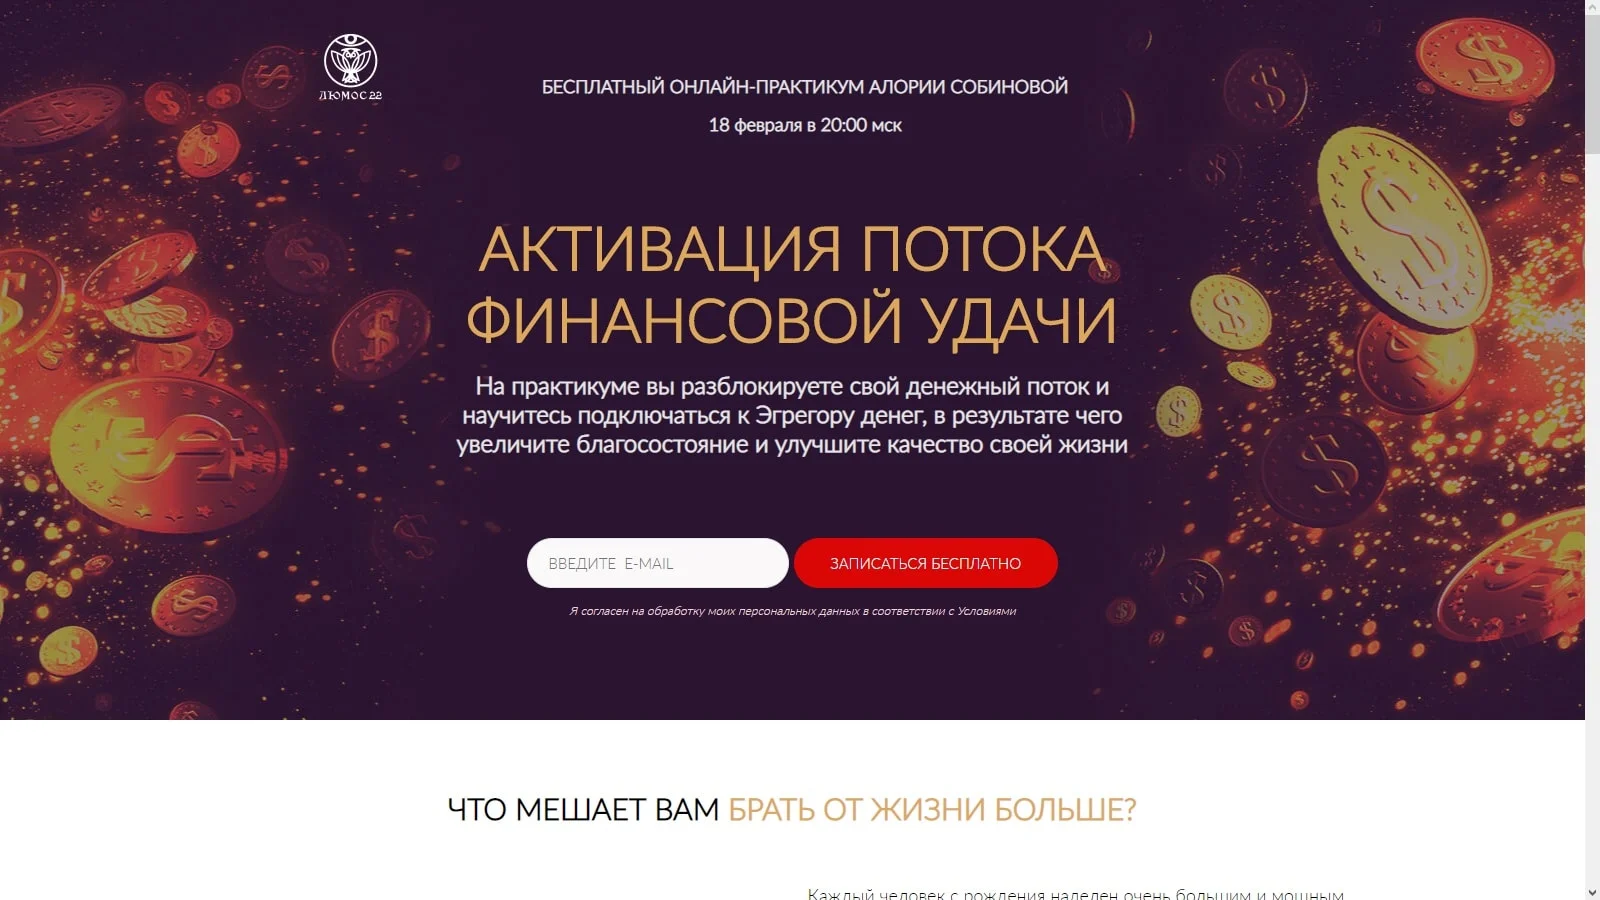 ЛЮМОС 22
БЕСПЛАТНЫЙ ОНЛАЙН-ПРАКТИКУМ АЛОРИИ СОБИНОВОЙ
18 февраля в 20:00 мск
АКТИВАЦИЯ ПОТОКА
ФИНАНСОВОЙ УДАЧИ
На практикуме вы разблокируете свой денежный поток и
научитесь подключаться к Эгрегору денег, в результате чего
увеличите благосостояние и улучшите качество своей жизни
ВВЕДИТЕ E-MAIL
ЗАПИСАТЬСЯ БЕСПЛАТНО
Я согласен на обработку моих персональных данных в соответствии с Условиями
ЧТО МЕШАЕТ ВАМ БРАТЬ ОТ ЖИЗНИ БОЛЬШЕ?
Каждый человек с рождения наделен очень большим и мощным